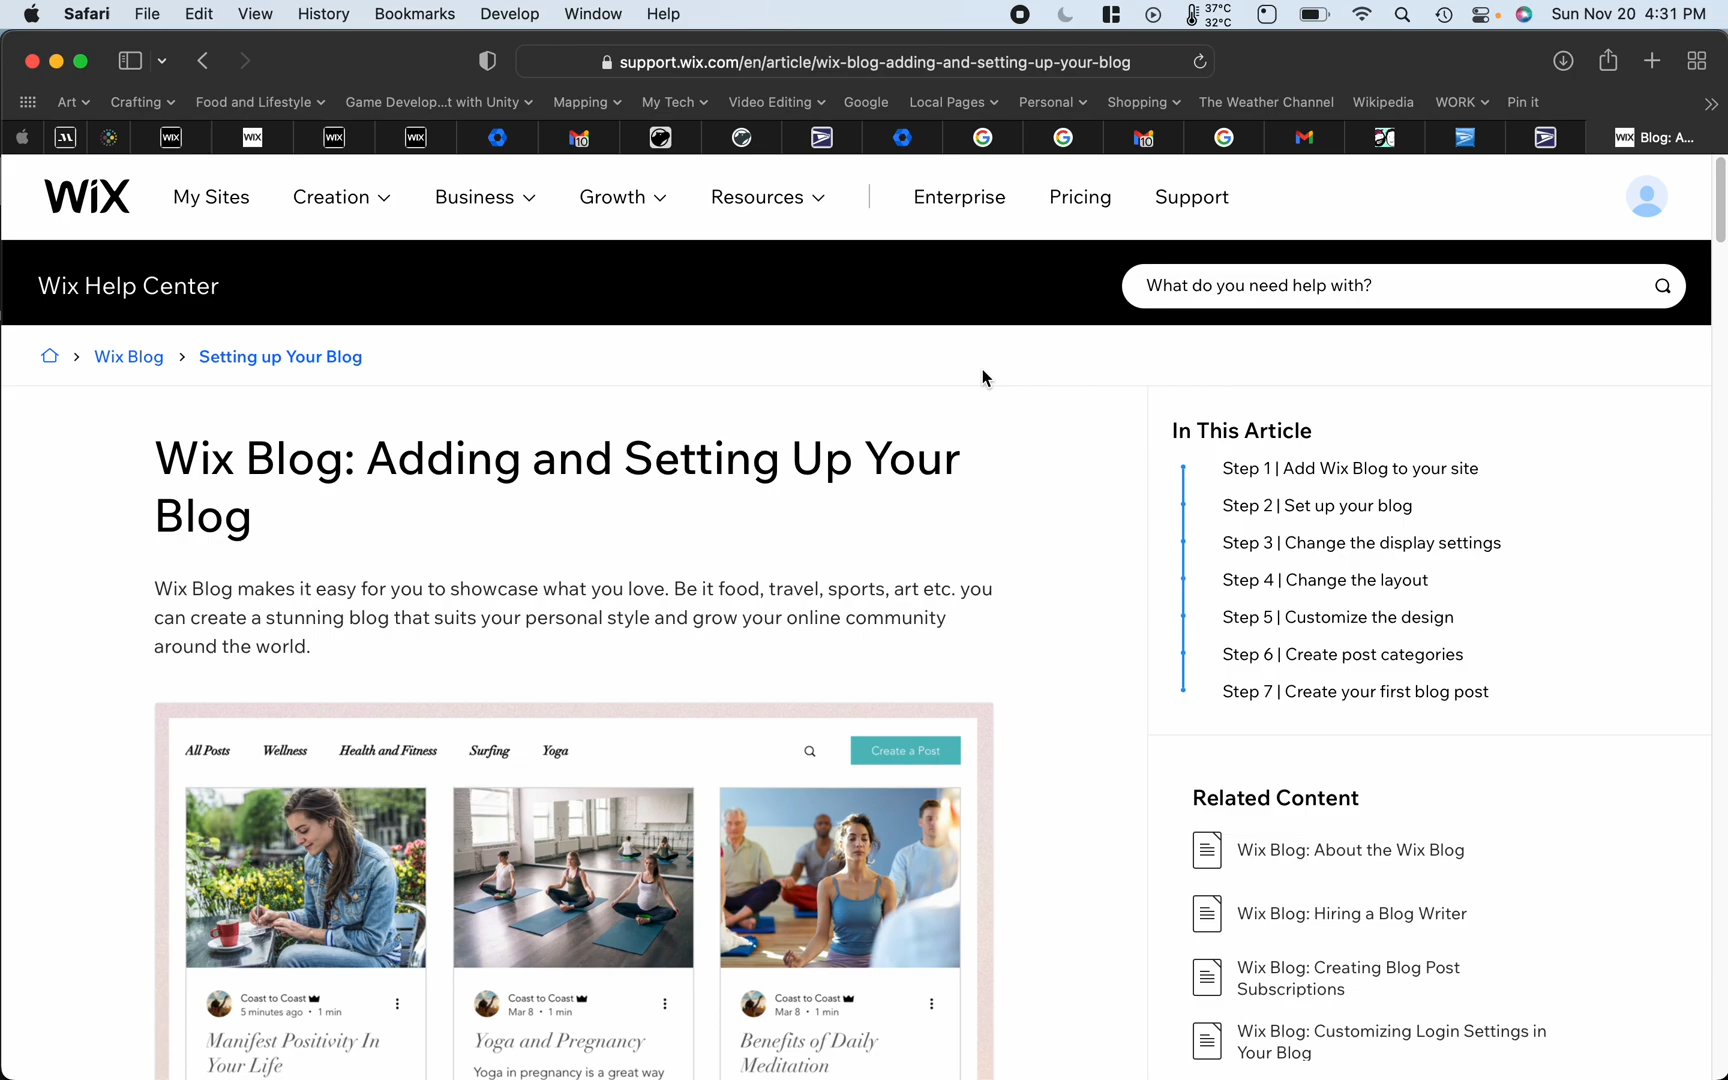 Safari File Edit View History Bookmarks Develop Window Help 37°C 32°C Sun Nov 20 4:31 PM
support.wix.com/en/article/wix-blog-adding-and-setting-up-your-blog
Art Crafting Food and Lifestyle Game Develop...t with Unity Mapping My Tech Video Editing Google Local Pages Personal Shopping The Weather Channel Wikipedia WORK Pin it
WIX WIX WIX WIX 10 10 WIX Blog: A...
WiX My Sites Creation Business Growth Resources Enterprise Pricing Support
Wix Help Center What do you need help with?
Wix Blog > Setting up Your Blog
Wix Blog: Adding and Setting Up Your
Blog
Wix Blog makes it easy for you to showcase what you love. Be it food, travel, sports, art etc. you
can create a stunning blog that suits your personal style and grow your online community
around the world.
All Posts Wellness Health and Fitness Surfing Yoga Create a Post
Coast to Coast
5 minutes ago • 1 min
Manifest Positivity In
Your Life
Coast to Coast
Mar 8 • 1 min
Yoga and Pregnancy
Yoga in pregnancy is a great way
Coast to Coast
Mar 8 • 1 min
Benefits of Daily
Meditation
In This Article
Step 1 | Add Wix Blog to your site
Step 2 | Set up your blog
Step 3 | Change the display settings
Step 4 | Change the layout
Step 5 | Customize the design
Step 6 | Create post categories
Step 7 | Create your first blog post
Related Content
Wix Blog: About the Wix Blog
Wix Blog: Hiring a Blog Writer
Wix Blog: Creating Blog Post
Subscriptions
Wix Blog: Customizing Login Settings in
Your Blog